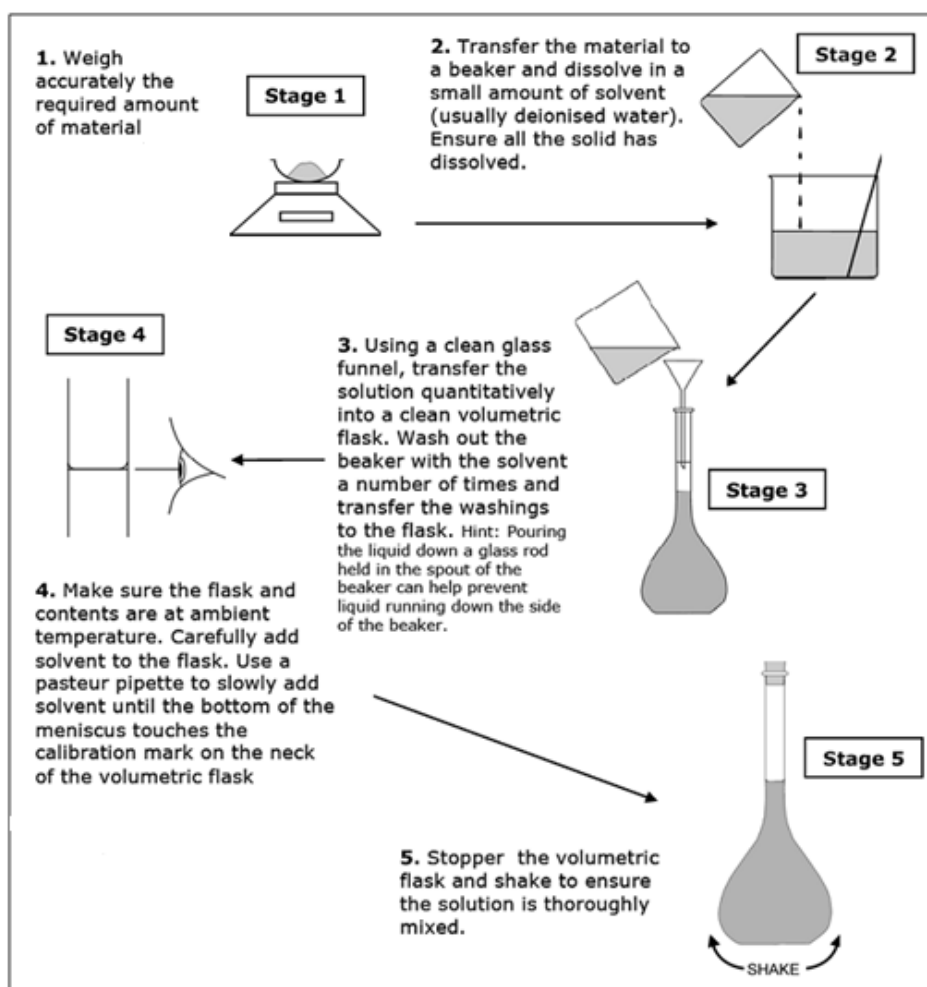 1. Weigh
accurately the
required amount
of material
Stage 1
2. Transfer the material to
a beaker and dissolve in a
small amount of solvent
(usually deionised water).
Ensure all the solid has
dissolved.
Stage 2
3. Using a clean glass
funnel, transfer the
solution quantitatively
into a clean volumetric
flask. Wash out the
beaker with the solvent
a number of times and
transfer the washings
to the flask. Hint: Pouring
the liquid down a glass rod
held in the spout of the
beaker can help prevent
liquid running down the side
of the beaker.
Stage 3
Stage 4
4. Make sure the flask and
contents are at ambient
temperature. Carefully add
solvent to the flask. Use a
pasteur pipette to slowly add
solvent until the bottom of the
meniscus touches the
calibration mark on the neck
of the volumetric flask
5. Stopper the volumetric
flask and shake to ensure
the solution is thoroughly
mixed.
Stage 5
SHAKE